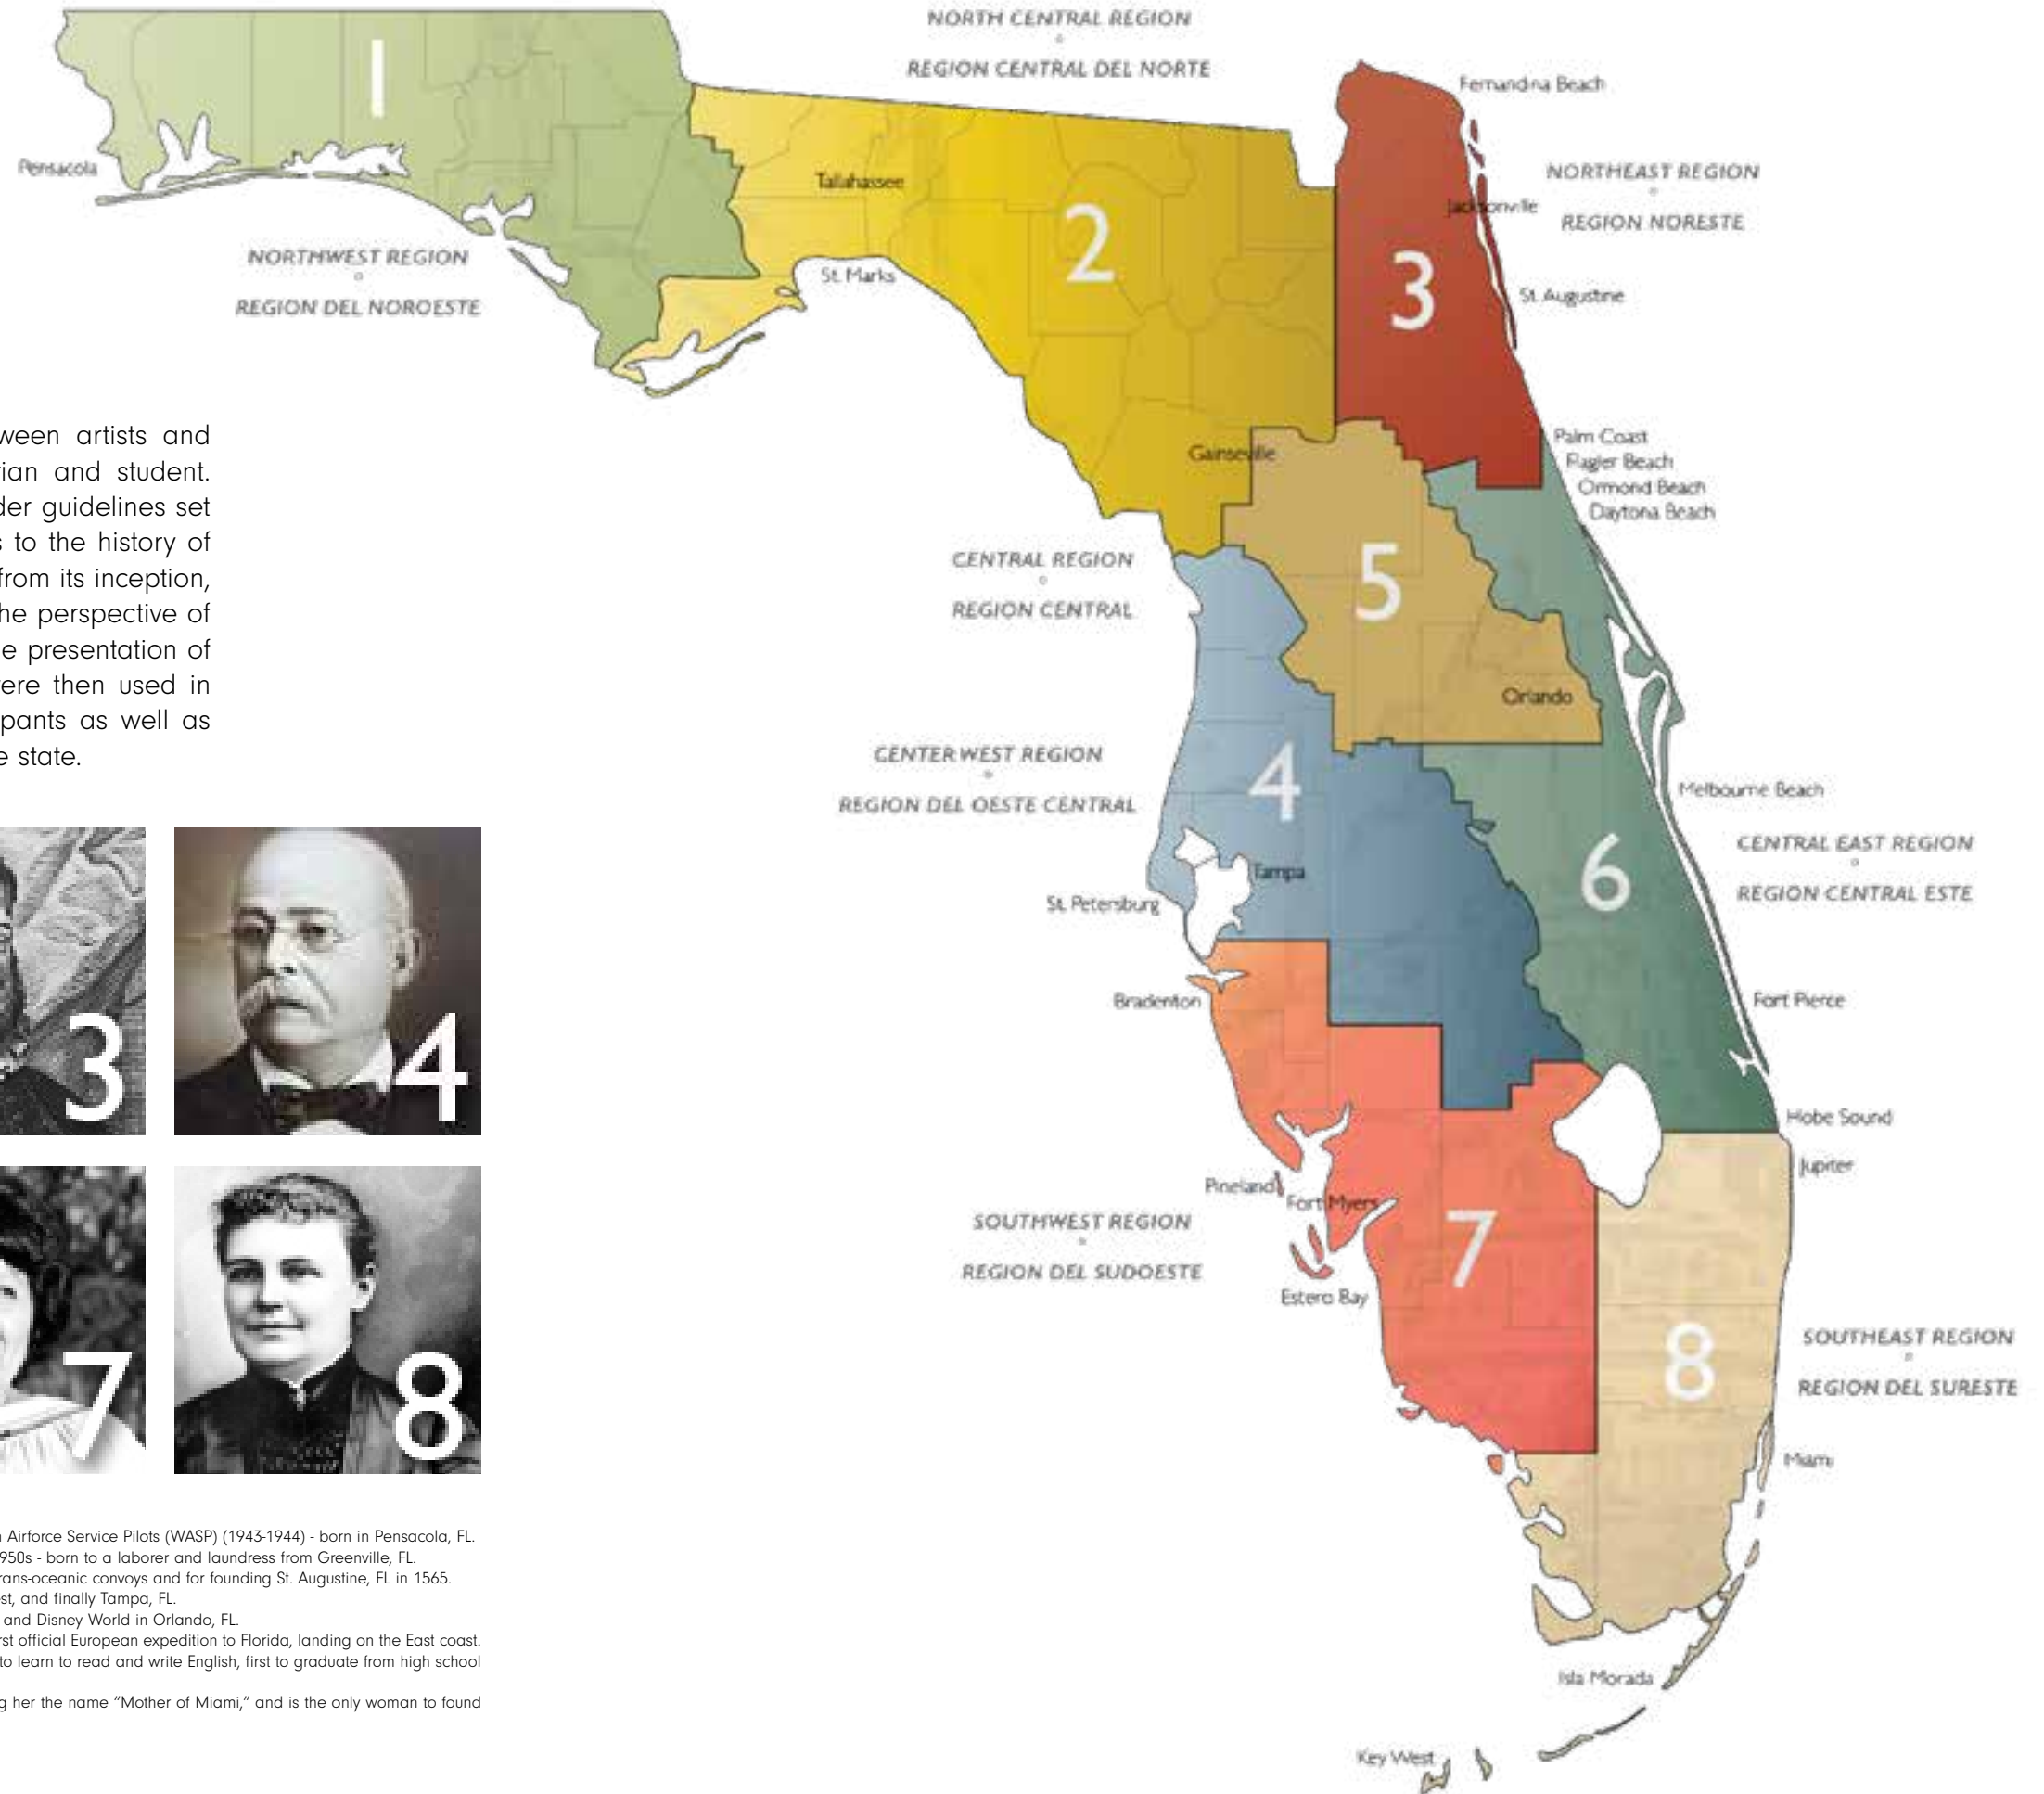 NORTH CENTRAL REGION
REGION CENTRAL DEL NORTE
1
Fernandina Beach
Pensacola
Tallahassee
2
NORTHEAST REGION
REGION NORESTE
Jacksonville
3
NORTHWEST REGION
REGION DEL NOROESTE
St. Marks
St. Augustine
ween artists and
rian and student.
der guidelines set
s to the history of
from its inception,
he perspective of
e presentation of
ere then used in
pants as well as
e state.
Gainseville
Palm Coast
Flagler Beach
Ormond Beach
Daytona Beach
CENTRAL REGION
REGION CENTRAL
5
Orlando
CENTER WEST REGION
REGION DEL OESTE CENTRAL
4
Melbourne Beach
Tampa
6
CENTRAL EAST REGION
REGION CENTRAL ESTE
St. Petersburg
Bradenton
Fort Pierce
Hobe Sound
Jupiter
Pineland
Fort Myers
SOUTHWEST REGION
REGION DEL SUDOESTE
7
Estero Bay
8
SOUTHEAST REGION
REGION DEL SURESTE
Miami
Isla Morada
Key West
3
4
7
8
Airforce Service Pilots (WASP) (1943-1944) - born in Pensacola, FL.
950s - born to a laborer and laundress from Greenville, FL.
rans-oceanic convoys and for founding St. Augustine, FL in 1565.
st, and finally Tampa, FL.
and Disney World in Orlando, FL.
rst official European expedition to Florida, landing on the East coast.
to learn to read and write English, first to graduate from high school
g her the name “Mother of Miami,” and is the only woman to found